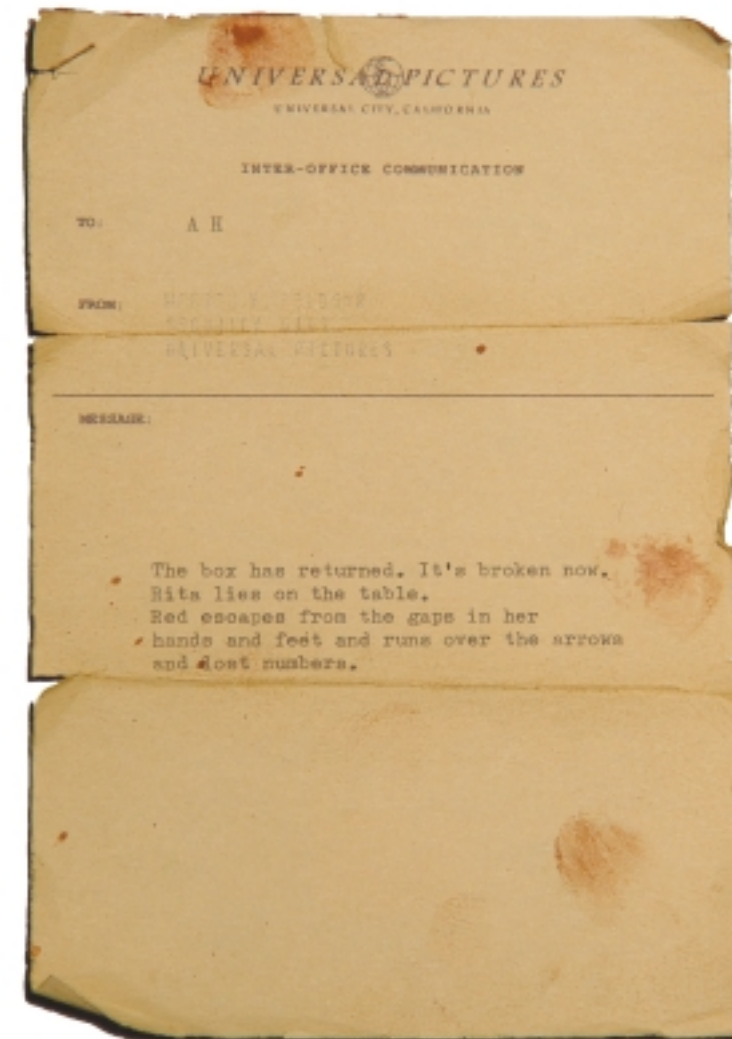 UNIVERSAL PICTURES
UNIVERSAL CITY, CALIFORNIA
INTER-OFFICE COMMUNICATION
TO: A H
FROM:
UNIVERSAL PICTURES
MESSAGE:
The box has returned. It's broken now.
Rita lies on the table.
Red escapes from the gaps in her
hands and feet and runs over the arrows
and lost numbers.